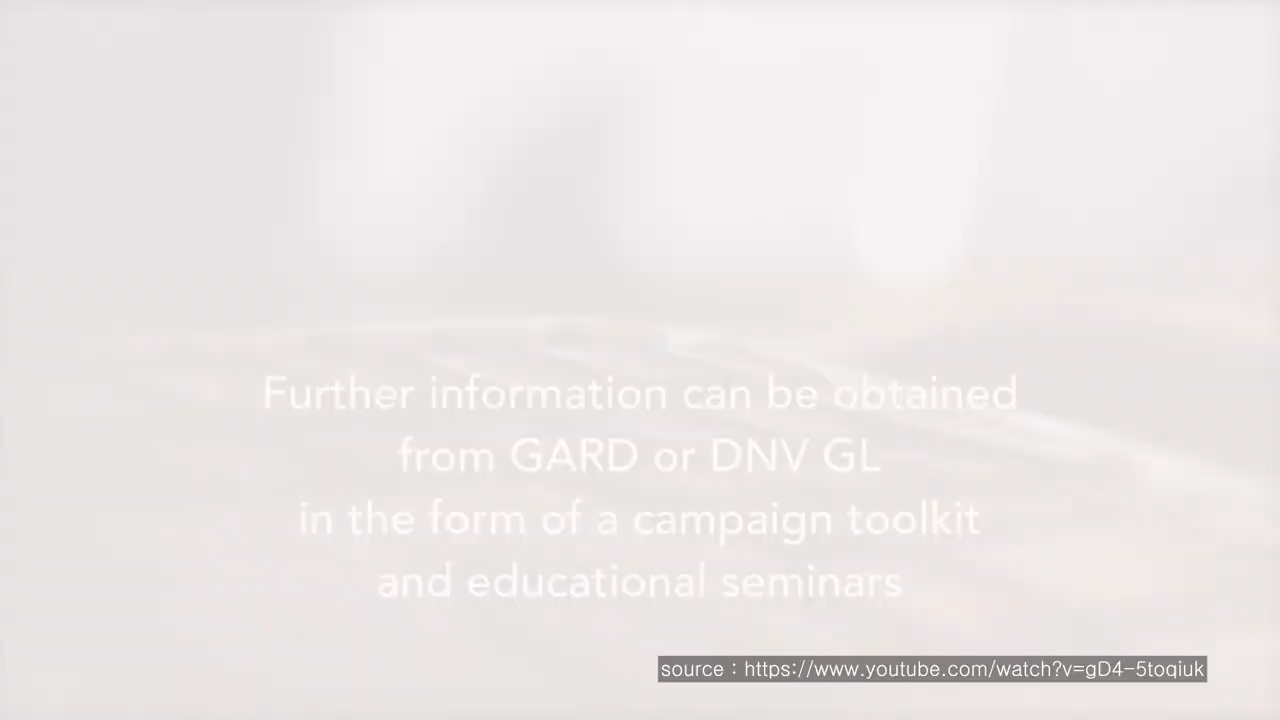 Further information can be obtained
from GARD or DNV GL
in the form of a campaign toolkit
and educational seminars
source : https://www.youtube.com/watch?v=gD4-5toqiuk